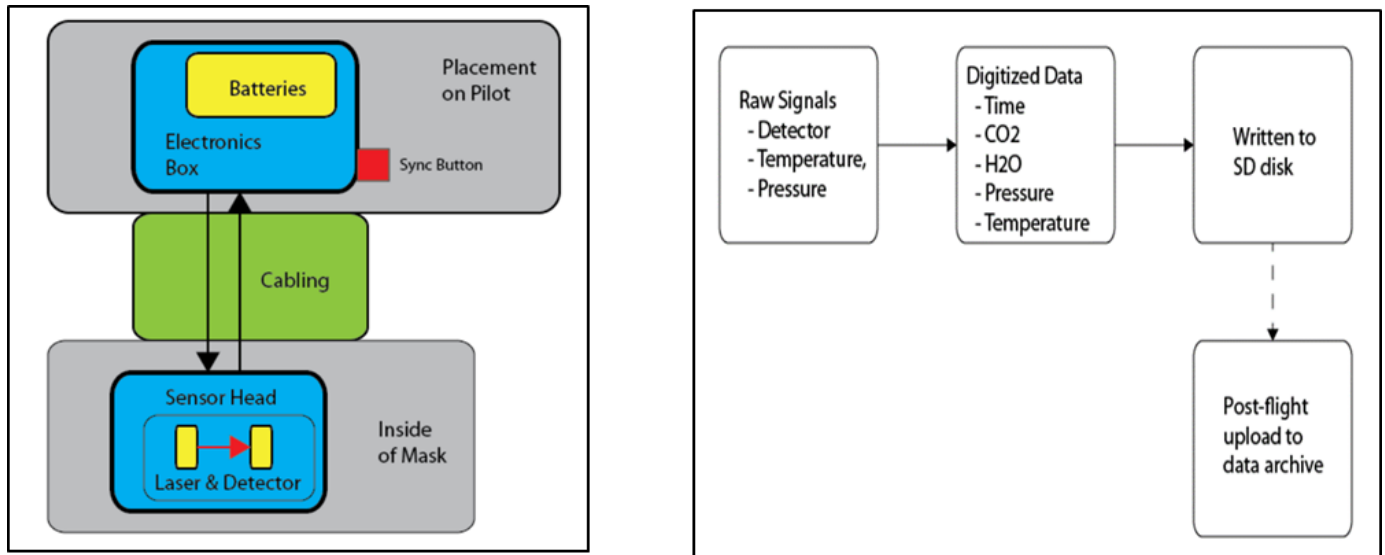 Batteries
Placement
on Pilot
Electronics
Box
Sync Button
Cabling
Sensor Head
Laser & Detector
Inside
of Mask
Raw Signals
- Detector
- Temperature,
- Pressure
Digitized Data
- Time
- CO2
- H2O
- Pressure
- Temperature
Written to
SD disk
Post-flight
upload to
data archive